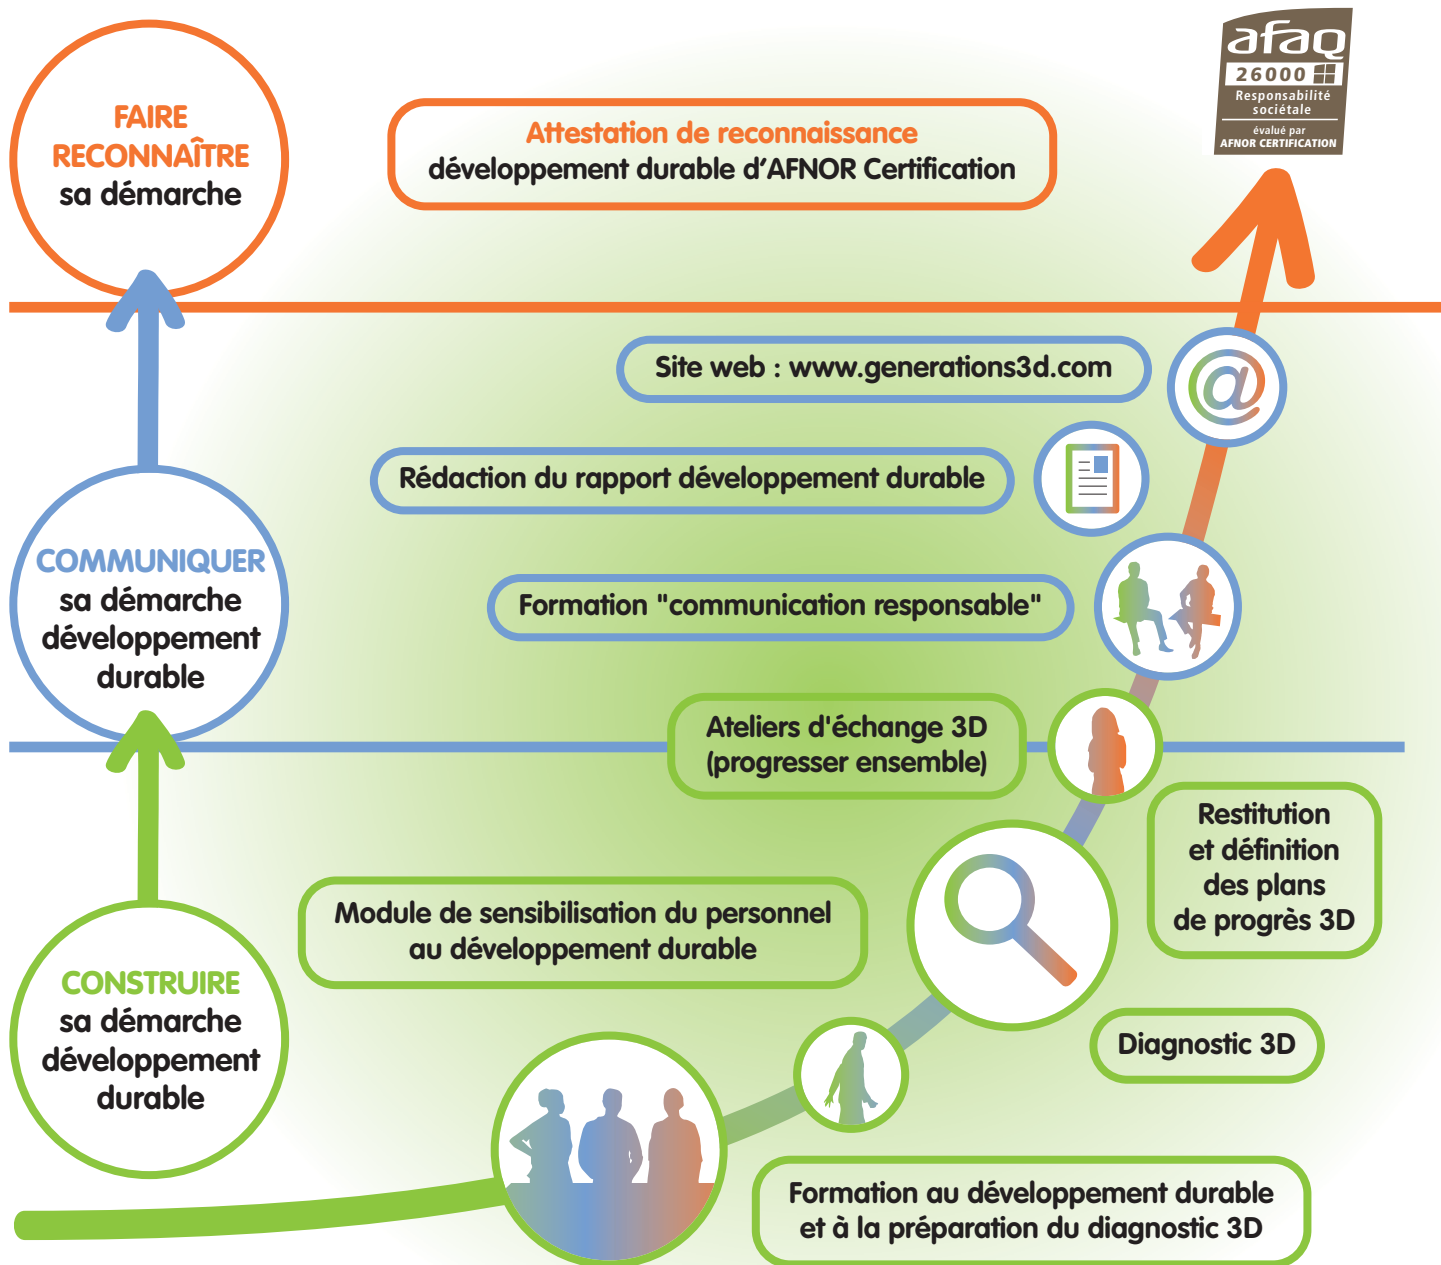 afaq
26000
Responsabilité
sociétale
évalué par
AFNOR CERTIFICATION
FAIRE
RECONNAÎTRE
sa démarche
Attestation de reconnaissance
développement durable d'AFNOR Certification
Site web : www.generations3d.com
@
Rédaction du rapport développement durable
COMMUNIQUER
sa démarche
développement
durable
Formation "communication responsable"
Ateliers d'échange 3D
(progresser ensemble)
Restitution
et définition
des plans
de progrès 3D
Module de sensibilisation du personnel
au développement durable
CONSTRUIRE
sa démarche
développement
durable
Diagnostic 3D
Formation au développement durable
et à la préparation du diagnostic 3D